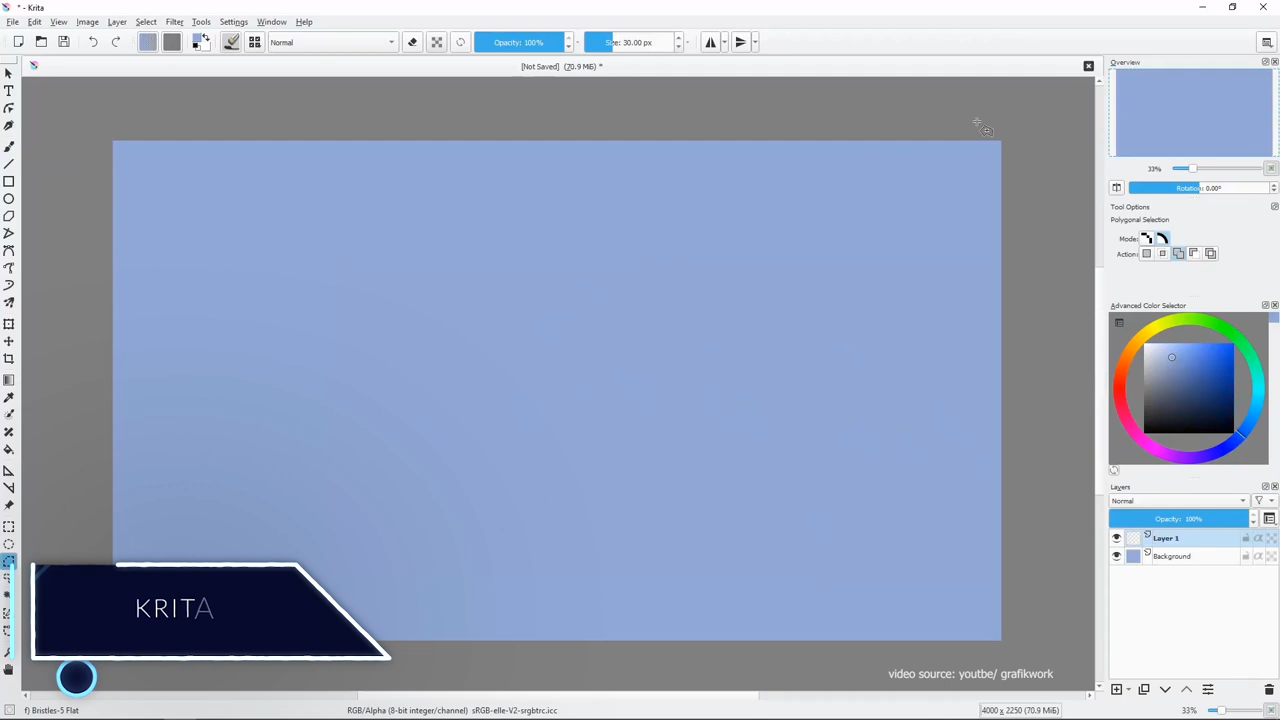 * - Krita
File Edit View Image Layer Select Filter Tools Settings Window Help
Normal Opacity: 100% Size: 30.00 px
[Not Saved] (70.9 MiB) *
Overview
33%
Rotation: 0.00°
Tool Options
Polygonal Selection
Mode:
Action:
Advanced Color Selector
Layers
Normal
Opacity: 100%
Layer 1
Background
KRITA
video source: youtbe/ grafikwork
f) Bristles-5 Flat RGB/Alpha (8-bit integer/channel) sRGB-elle-V2-srgbtrc.icc 4000 x 2250 (70.9 MiB) 33%